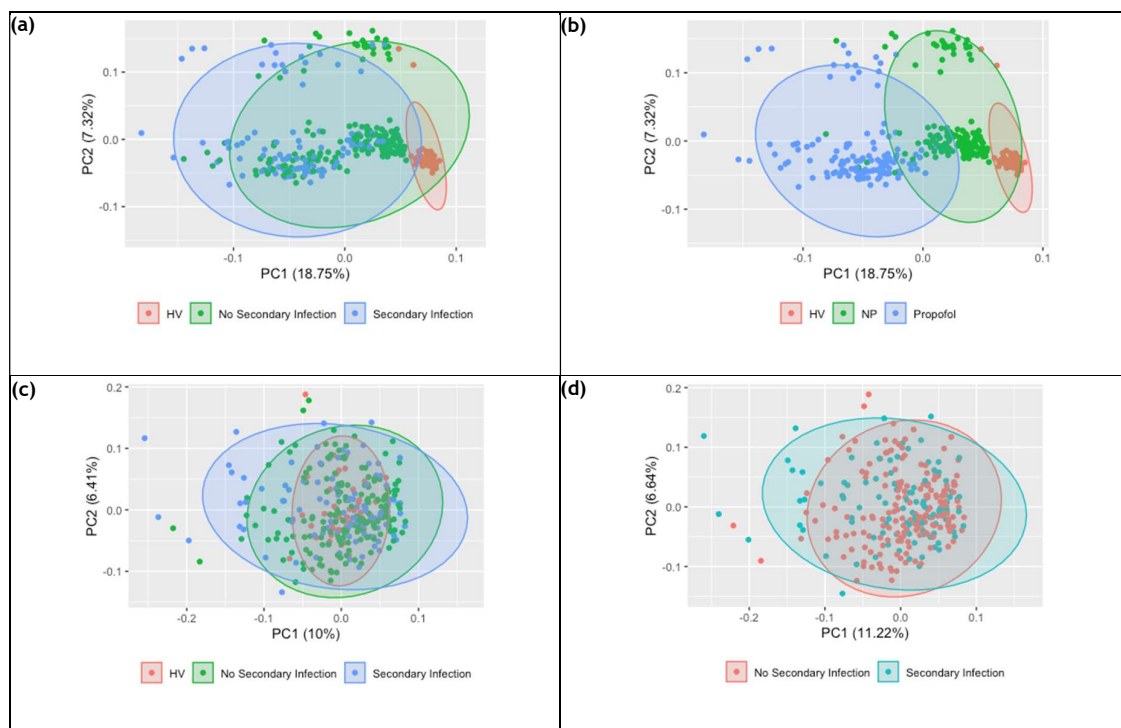 (a)
PC2 (7.32%)
0.1
0.0
-0.1
-0.1
0.0
0.1
PC1 (18.75%)
HV
No Secondary Infection
Secondary Infection
(b)
PC2 (7.32%)
0.1
0.0
-0.1
-0.1
0.0
0.1
PC1 (18.75%)
HV
NP
Propofol
(c)
PC2 (6.41%)
0.2
0.1
0.0
-0.1
-0.2
-0.1
0.0
0.1
PC1 (10%)
HV
No Secondary Infection
Secondary Infection
(d)
PC2 (6.64%)
0.2
0.1
0.0
-0.1
-0.2
-0.1
0.0
0.1
PC1 (11.22%)
No Secondary Infection
Secondary Infection